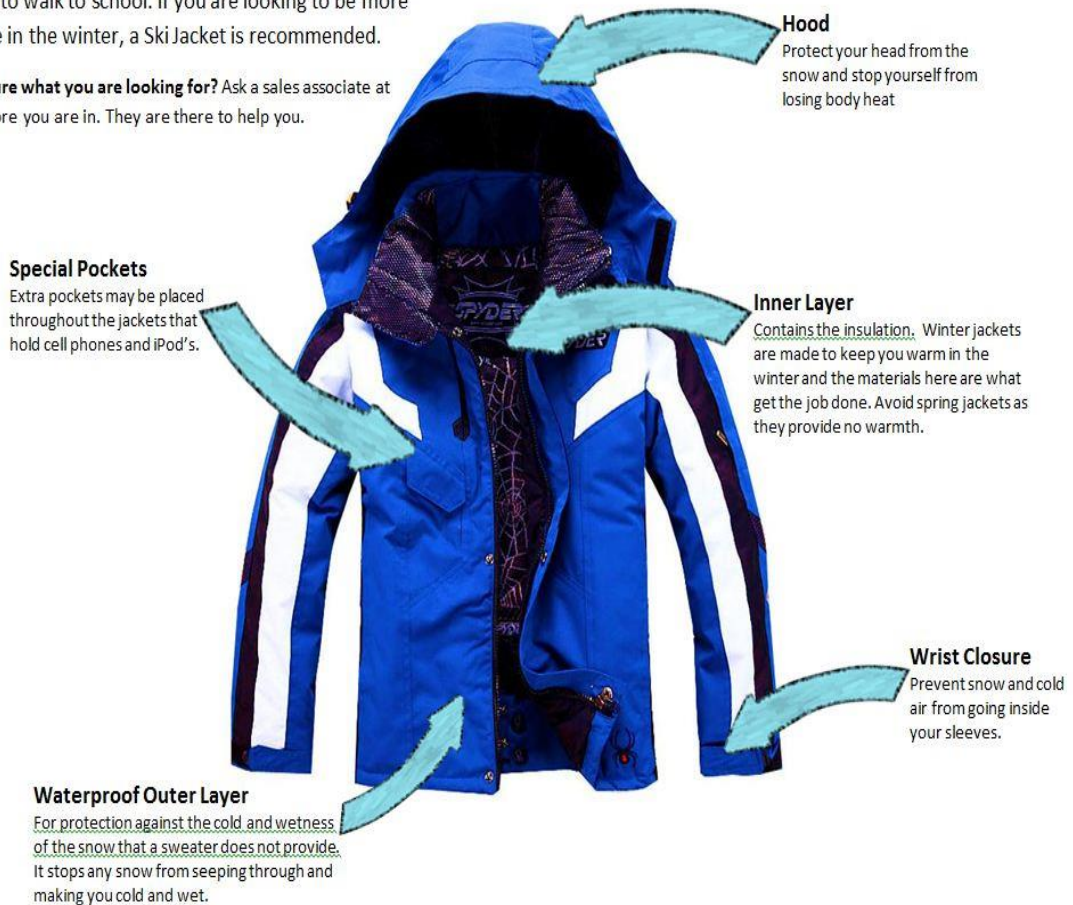 to walk to school. If you are looking to be more
in the winter, a Ski Jacket is recommended.
what you are looking for? Ask a sales associate at
you are in. They are there to help you.
Hood
Protect your head from the
snow and stop yourself from
losing body heat
Special Pockets
Extra pockets may be placed
throughout the jackets that
hold cell phones and iPod's.
SPYDER
Inner Layer
Contains the insulation. Winter jackets
are made to keep you warm in the
winter and the materials here are what
get the job done. Avoid spring jackets as
they provide no warmth.
Wrist Closure
Prevent snow and cold
air from going inside
your sleeves.
Waterproof Outer Layer
For protection against the cold and wetness
of the snow that a sweater does not provide.
It stops any snow from seeping through and
making you cold and wet.